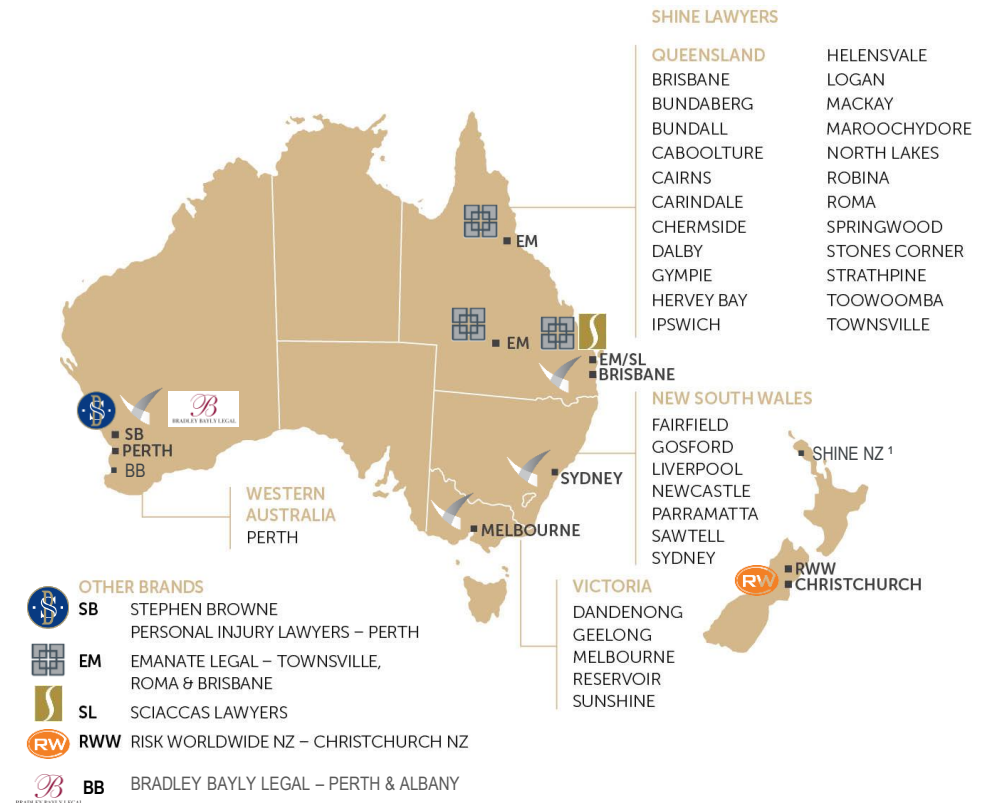 SHINE LAWYERS
QUEENSLAND
BRISBANE
BUNDABERG
BUNDALL
CABOOLTURE
CAIRNS
CARINDALE
CHERMSIDE
DALBY
GYMPIE
HERVEY BAY
IPSWICH
HELENSVALE
LOGAN
MACKAY
MAROOCHYDORE
NORTH LAKES
ROBINA
ROMA
SPRINGWOOD
STONES CORNER
STRATHPINE
TOOWOOMBA
TOWNSVILLE
EM
EM
S
EM/SL
BRISBANE
SB
B
BRADLEY BAYLY LEGAL
SB
PERTH
BB
WESTERN
AUSTRALIA
PERTH
SYDNEY
MELBOURNE
NEW SOUTH WALES
FAIRFIELD
GOSFORD
LIVERPOOL
NEWCASTLE
PARRAMATTA
SAWTELL
SYDNEY
SHINE NZ ¹
RW
RWW
CHRISTCHURCH
VICTORIA
DANDENONG
GEELONG
MELBOURNE
RESERVOIR
SUNSHINE
OTHER BRANDS
SB SB STEPHEN BROWNE
PERSONAL INJURY LAWYERS – PERTH
EM EMANATE LEGAL – TOWNSVILLE,
ROMA & BRISBANE
S SL SCIACCAS LAWYERS
RW RWW RISK WORLDWIDE NZ – CHRISTCHURCH NZ
B BB BRADLEY BAYLY LEGAL – PERTH & ALBANY
BRADLEY BAYLY LEGAL